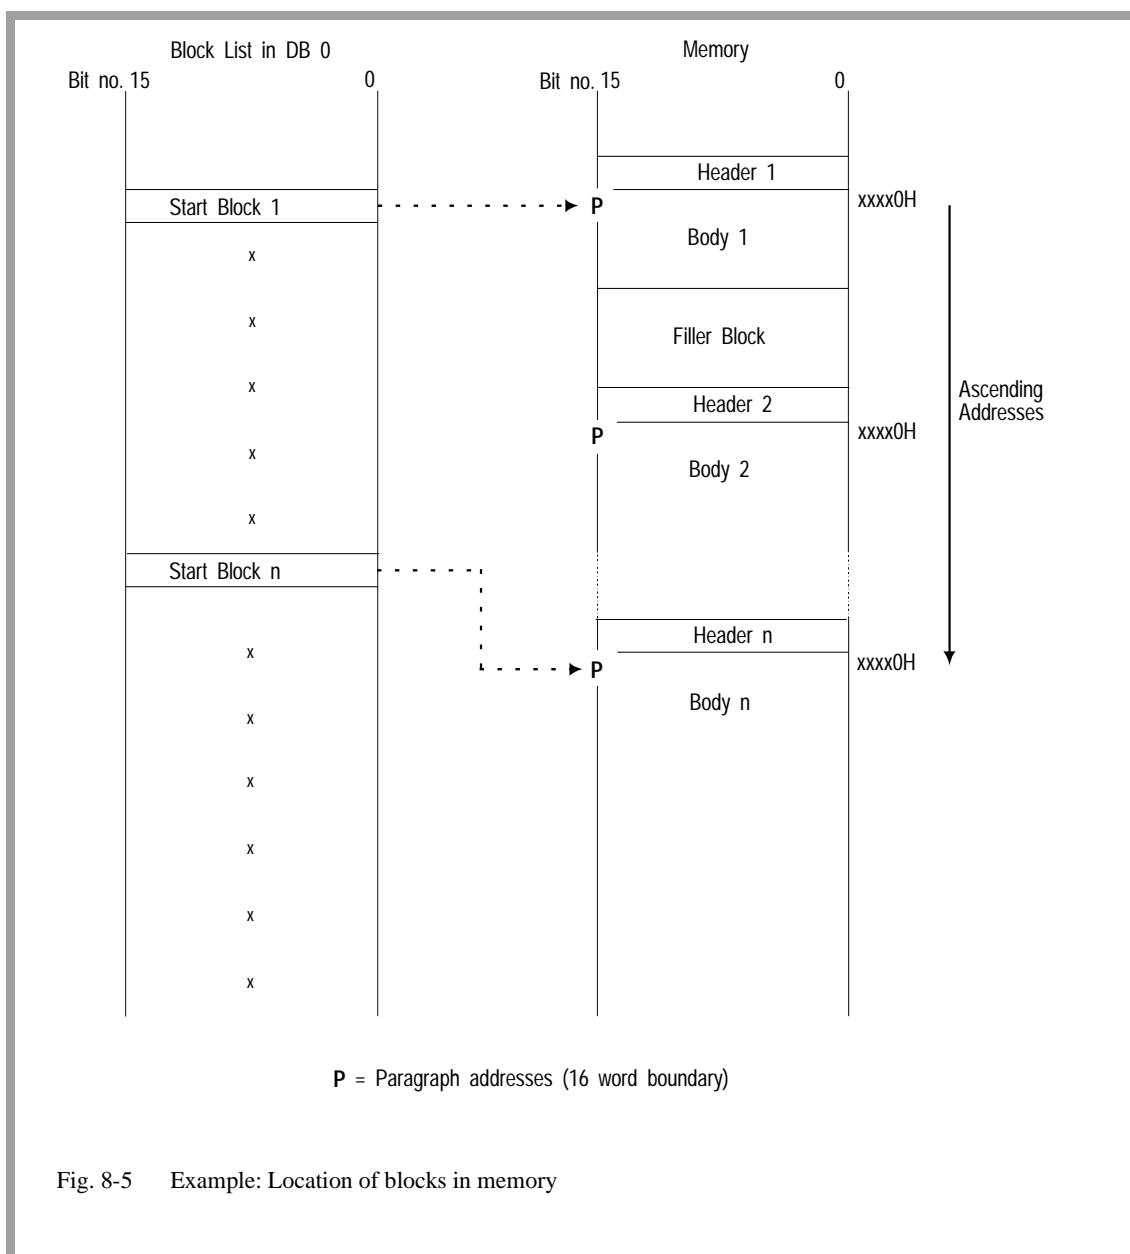 Block List in DB 0
Bit no. 15 0
Start Block 1
x
x
x
x
x
Start Block n
x
x
x
x
x
x
Memory
Bit no. 15 0
Header 1
P xxxx0H
Body 1
Filler Block
Header 2
P xxxx0H
Body 2
Header n
P xxxx0H
Body n
Ascending
Addresses
P = Paragraph addresses (16 word boundary)
Fig. 8-5 Example: Location of blocks in memory